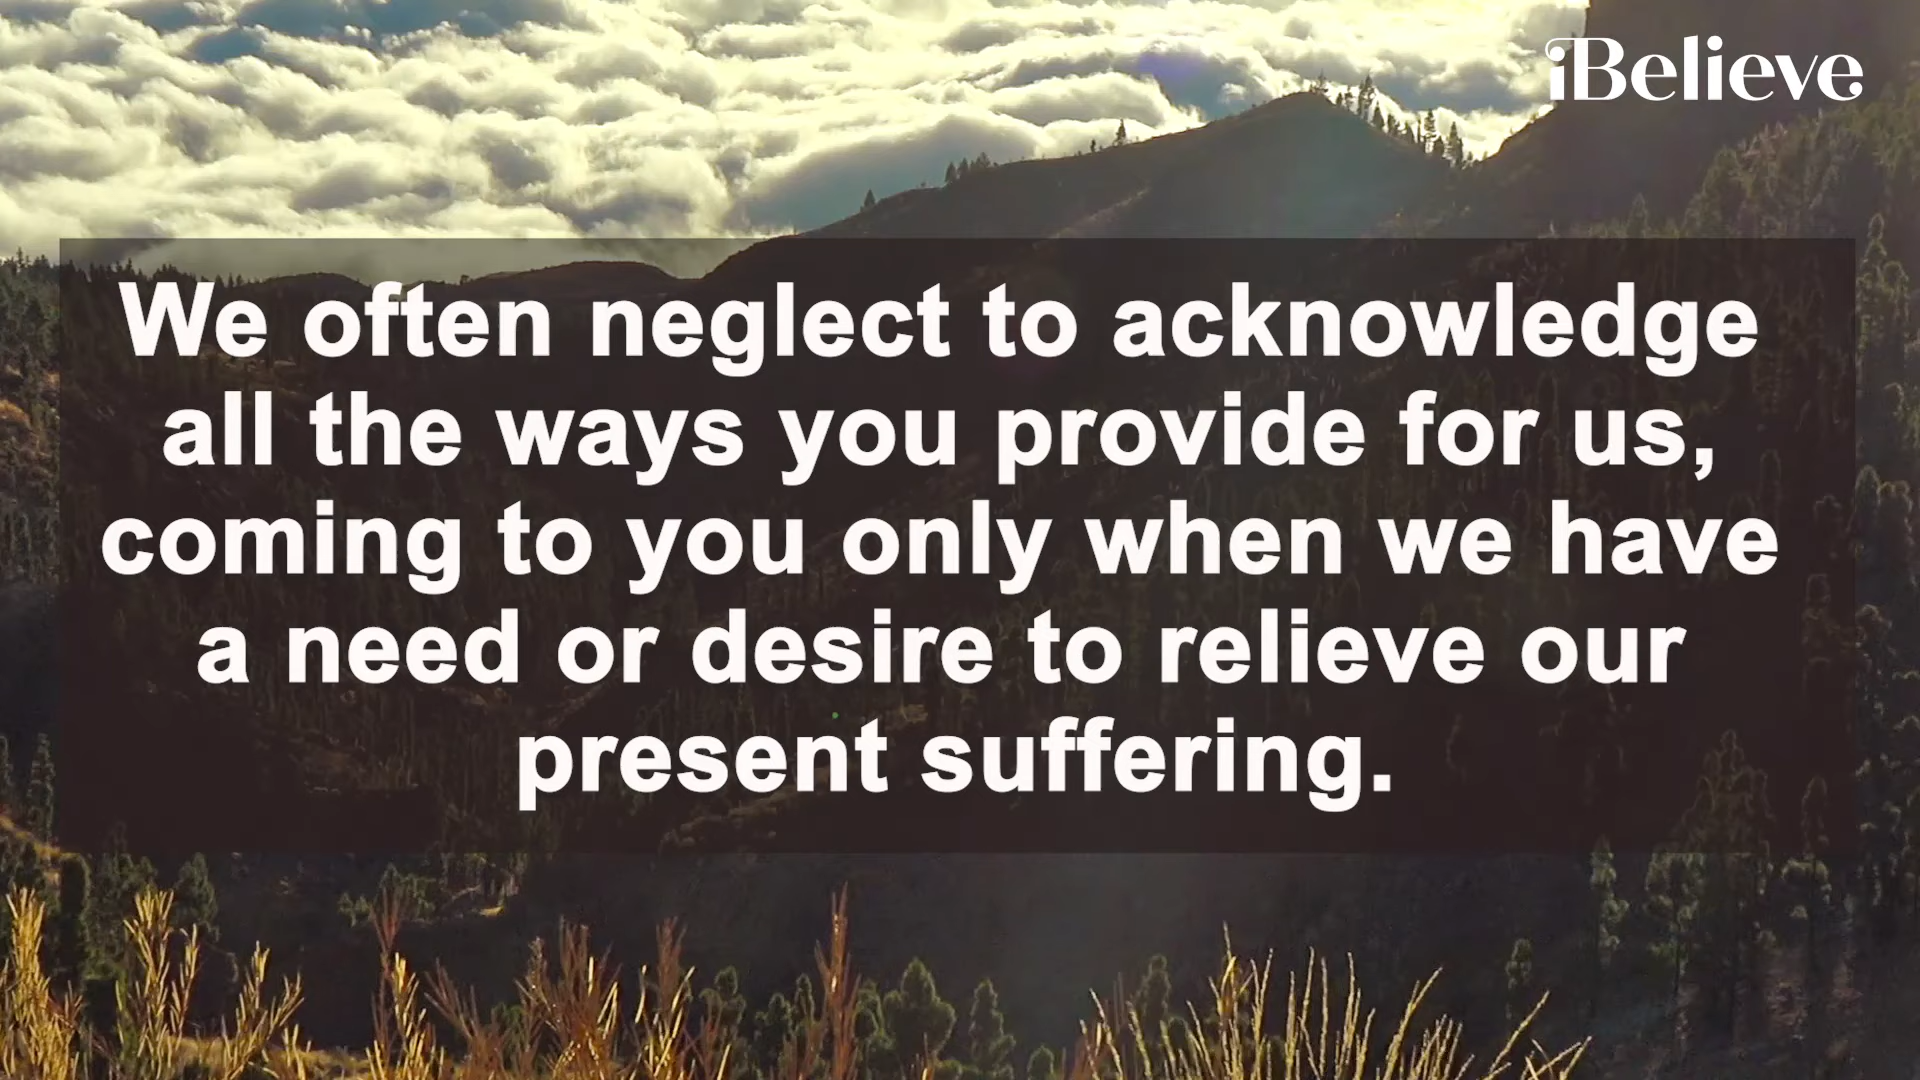 iBelieve
We often neglect to acknowledge
all the ways you provide for us,
coming to you only when we have
a need or desire to relieve our
present suffering.